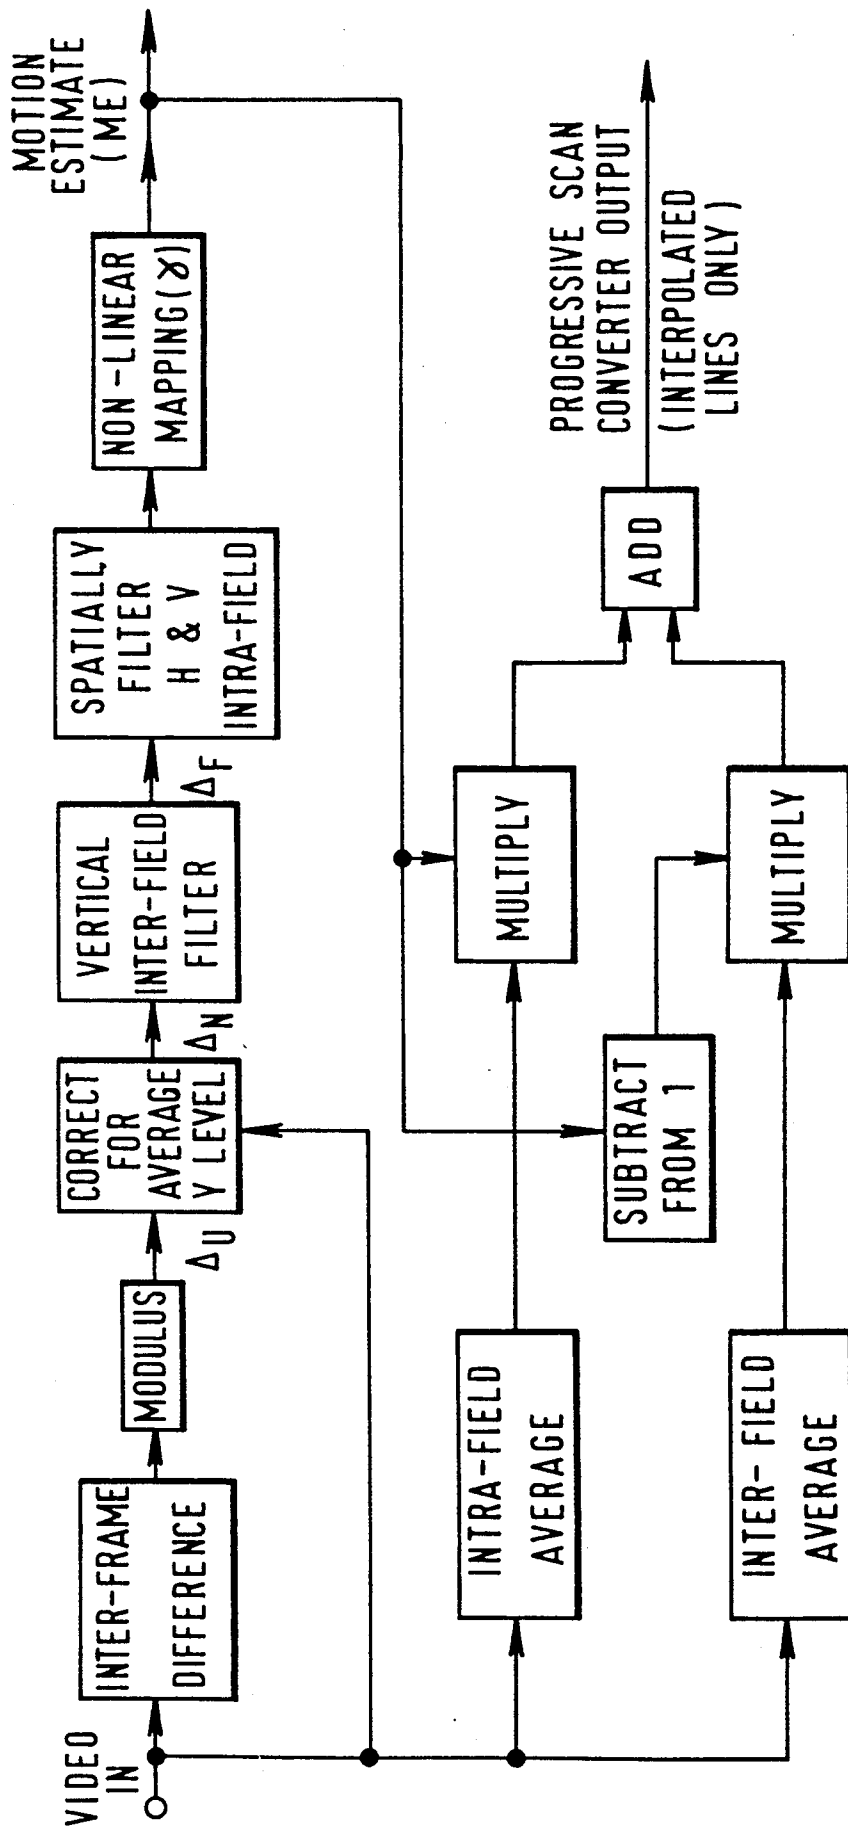 VIDEO
IN
INTER-FRAME
DIFFERENCE
MODULUS
ΔU
CORRECT
FOR
AVERAGE
Y LEVEL
ΔN
VERTICAL
INTER-FIELD
FILTER
ΔF
SPATIALLY
FILTER
H & V
INTRA-FIELD
NON-LINEAR
MAPPING(γ)
MOTION
ESTIMATE
(ME)
INTRA-FIELD
AVERAGE
MULTIPLY
SUBTRACT
FROM 1
INTER-FIELD
AVERAGE
MULTIPLY
ADD
PROGRESSIVE SCAN
CONVERTER OUTPUT
(INTERPOLATED
LINES ONLY)